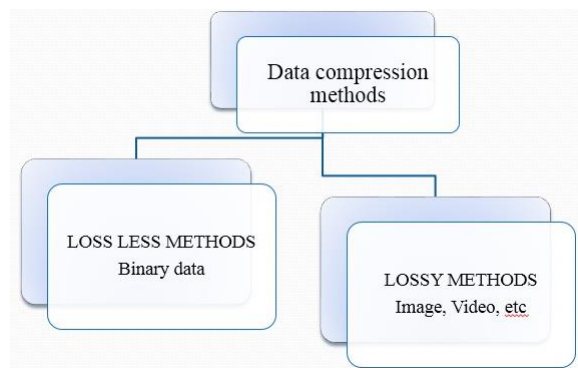 Data compression
methods
LOSS LESS METHODS
Binary data
LOSSY METHODS
Image, Video, etc